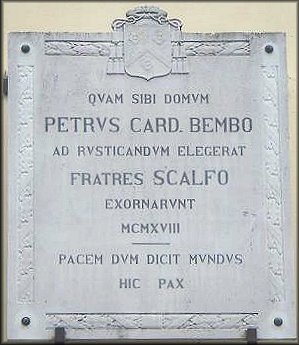 QVAM SIBI DOMVM
PETRVS CARD. BEMBO
AD RVSTICANDVM ELEGERAT
FRATRES SCALFO
EXORNARVNT
MCMXVIII
PACEM DVM DICIT MVNDVS
HIC PAX